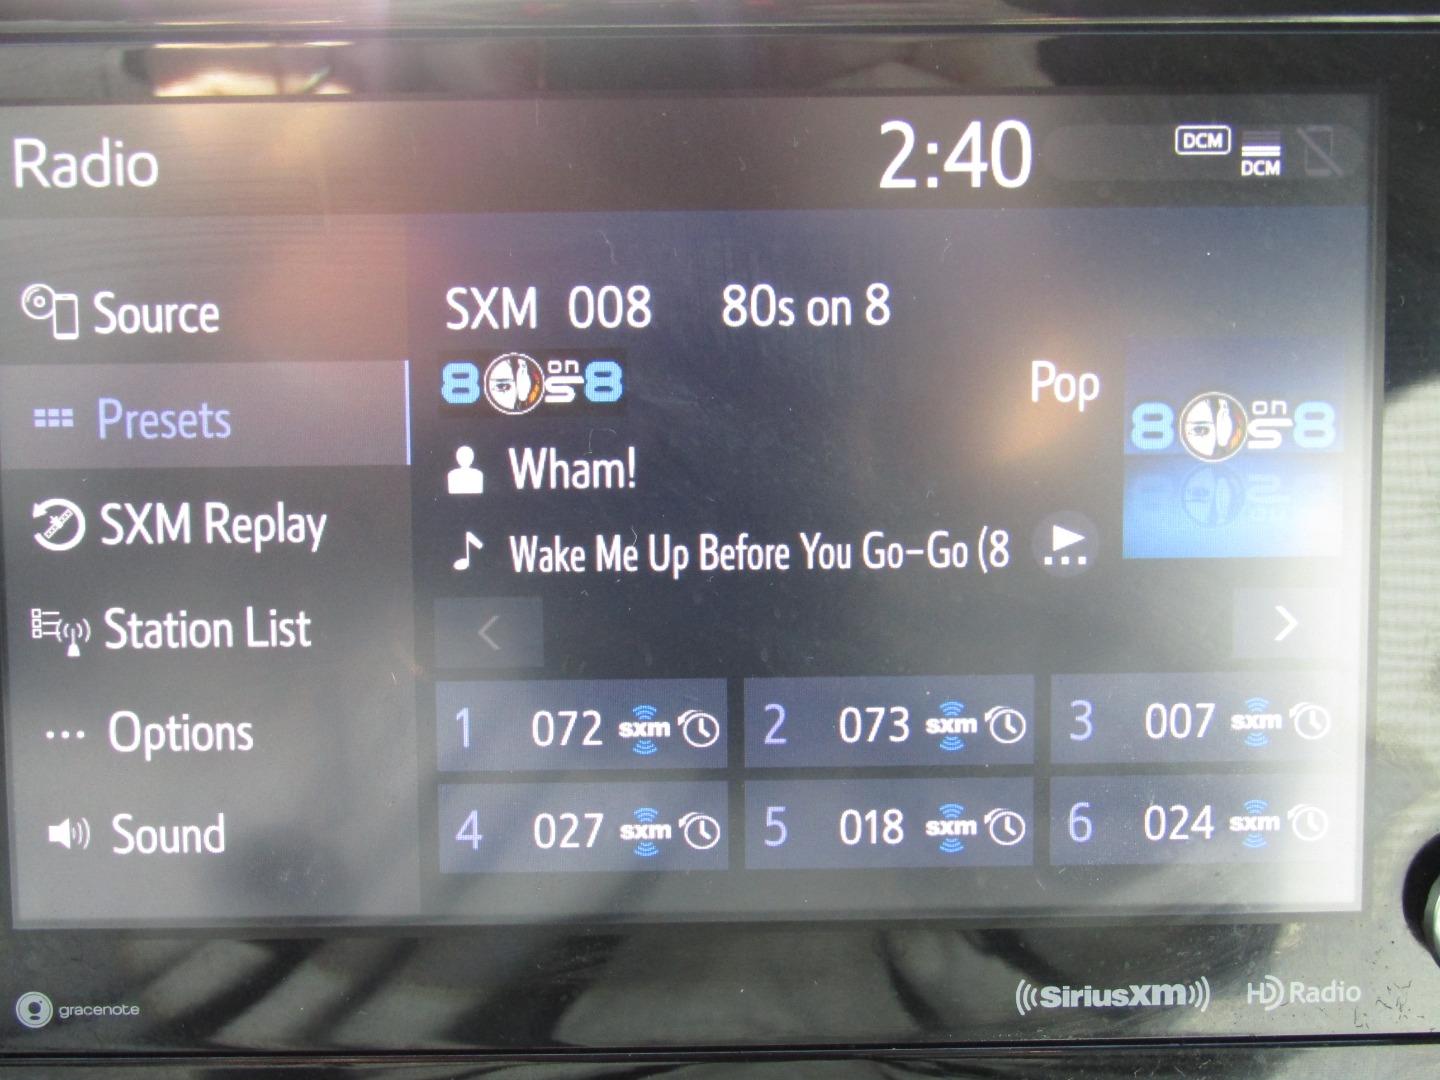 Radio
2:40
DCM
DCM
Source
Presets
SXM Replay
Station List
Options
Sound
SXM 008 80s on 8
80s on 8
Pop
80s on 8
Wham!
Wake Me Up Before You Go-Go (8
1 072 sxm
2 073 sxm
3 007 sxm
4 027 sxm
5 018 sxm
6 024 sxm
gracenote
((SiriusXM))
HD Radio